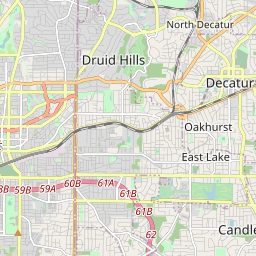 North Decatur
Druid Hills
Decatur
Oakhurst
East Lake
60B
61A
59A
59B
61B
61B
62
Candle